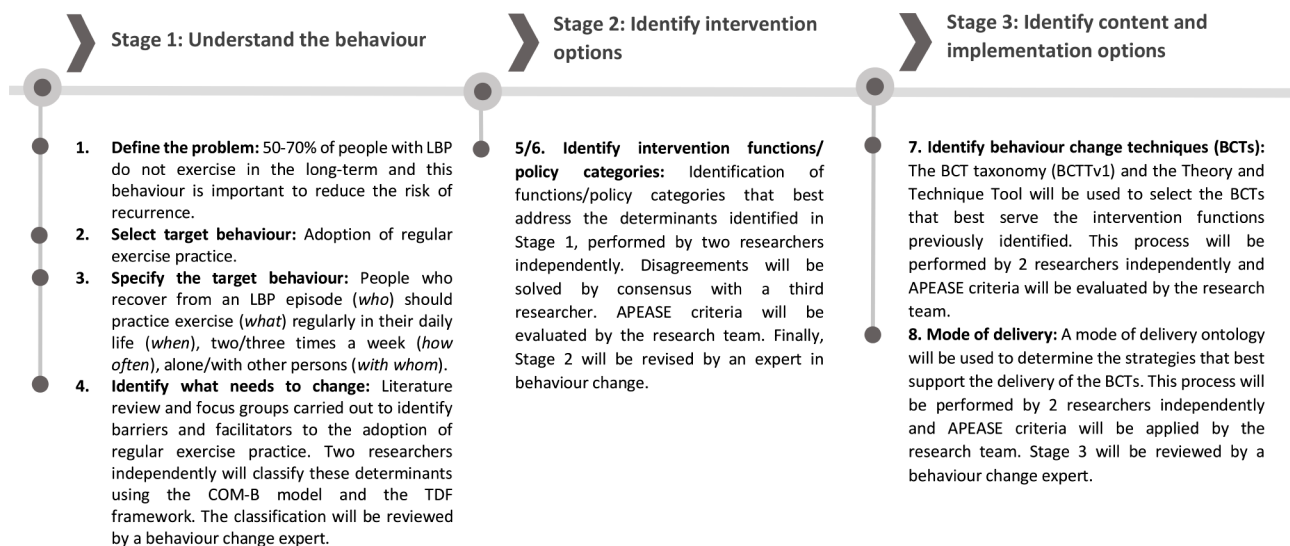 Stage 1: Understand the behaviour
1. Define the problem: 50-70% of people with LBP
do not exercise in the long-term and this
behaviour is important to reduce the risk of
recurrence.
2. Select target behaviour: Adoption of regular
exercise practice.
3. Specify the target behaviour: People who
recover from an LBP episode (who) should
practice exercise (what) regularly in their daily
life (when), two/three times a week (how
often), alone/with other persons (with whom).
4. Identify what needs to change: Literature
review and focus groups carried out to identify
barriers and facilitators to the adoption of
regular exercise practice. Two researchers
independently will classify these determinants
using the COM-B model and the TDF
framework. The classification will be reviewed
by a behaviour change expert.
Stage 2: Identify intervention
options
5/6. Identify intervention functions/
policy categories: Identification of
functions/policy categories that best
address the determinants identified in
Stage 1, performed by two researchers
independently. Disagreements will be
solved by consensus with a third
researcher. APEASE criteria will be
evaluated by the research team. Finally,
Stage 2 will be revised by an expert in
behaviour change.
Stage 3: Identify content and
implementation options
7. Identify behaviour change techniques (BCTs):
The BCT taxonomy (BCTTv1) and the Theory and
Technique Tool will be used to select the BCTs
that best serve the intervention functions
previously identified. This process will be
performed by 2 researchers independently and
APEASE criteria will be evaluated by the research
team.
8. Mode of delivery: A mode of delivery ontology
will be used to determine the strategies that best
support the delivery of the BCTs. This process will
be performed by 2 researchers independently
and APEASE criteria will be applied by the
research team. Stage 3 will be reviewed by a
behaviour change expert.